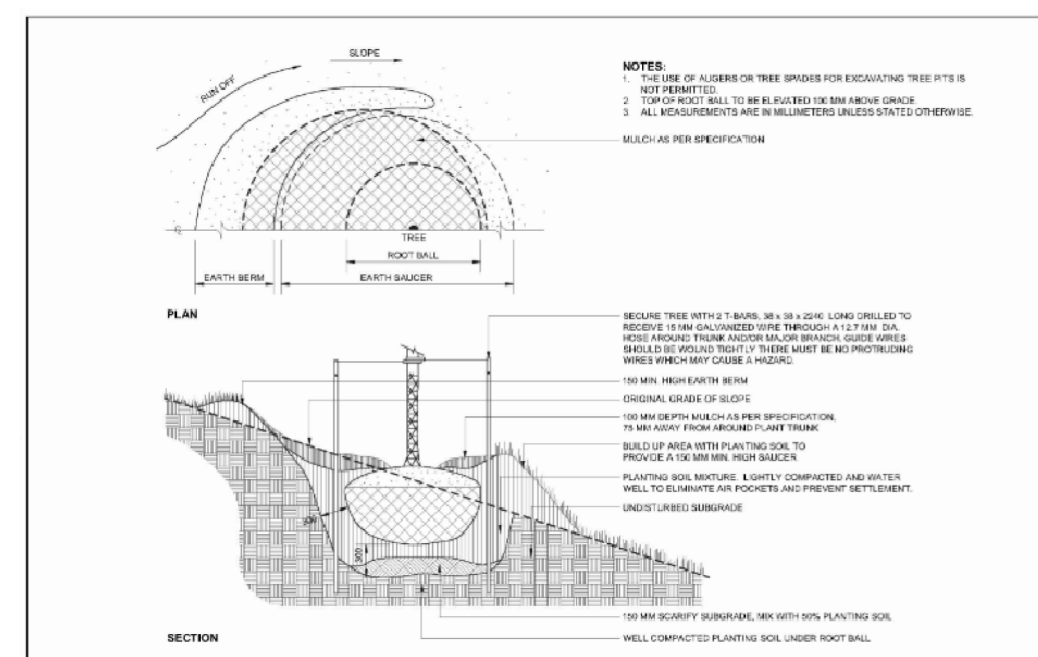 SLOPE
RUN OFF
NOTES:
1. THE USE OF AUGERS OR TREE SPADES FOR EXCAVATING TREE PITS IS
NOT PERMITTED.
2. TOP OF ROOT BALL TO BE ELEVATED 100 MM ABOVE GRADE.
3. ALL MEASUREMENTS ARE IN MILLIMETERS UNLESS STATED OTHERWISE.
MULCH AS PER SPECIFICATION
TREE
ROOT BALL
EARTH BERM
EARTH SAUCER
PLAN
SECURE TREE WITH 2 T-BARS, 38 x 38 x 2240 LONG DRILLED TO
RECEIVE 15 MM GALVANIZED WIRE THROUGH A 12.7 MM DIA.
HOSE AROUND TRUNK AND/OR MAJOR BRANCH. GUIDE WIRES
SHOULD BE WOUND TIGHTLY THERE MUST BE NO PROTRUDING
WIRES WHICH MAY CAUSE A HAZARD.
150 MIN. HIGH EARTH BERM
ORIGINAL GRADE OF SLOPE
100 MM DEPTH MULCH AS PER SPECIFICATION,
75 MM AWAY FROM AROUND PLANT TRUNK
BUILD UP AREA WITH PLANTING SOIL TO
PROVIDE A 150 MM MIN. HIGH SAUCER
PLANTING SOIL MIXTURE. LIGHTLY COMPACTED AND WATER
WELL TO ELIMINATE AIR POCKETS AND PREVENT SETTLEMENT.
UNDISTURBED SUBGRADE
300
150 MM SCARIFY SUBGRADE, MIX WITH 50% PLANTING SOIL
SECTION
WELL COMPACTED PLANTING SOIL UNDER ROOT BALL